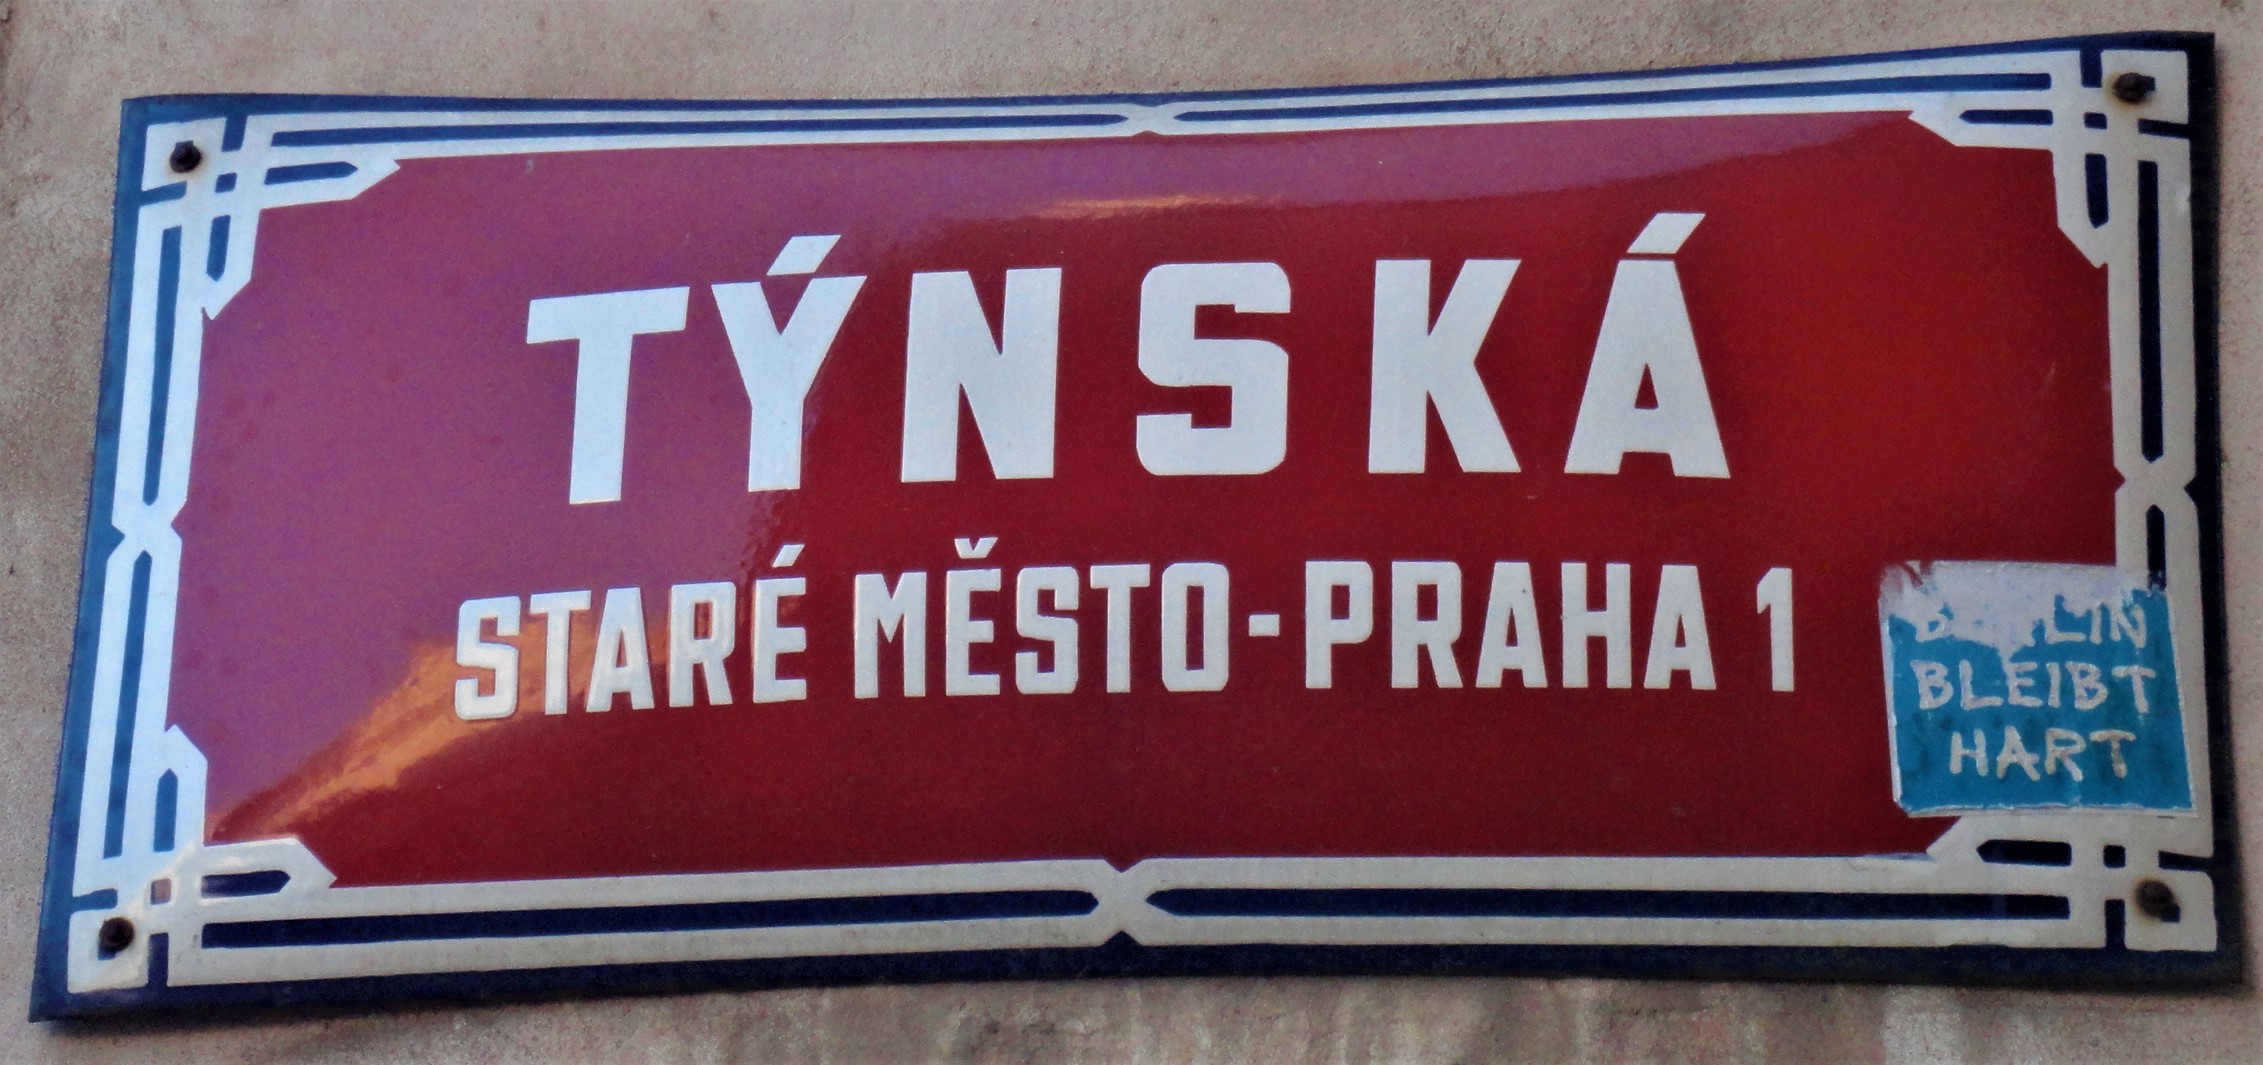 TÝNSKÁ
STARÉ MĚSTO-PRAHA 1
BLEIBT
HART